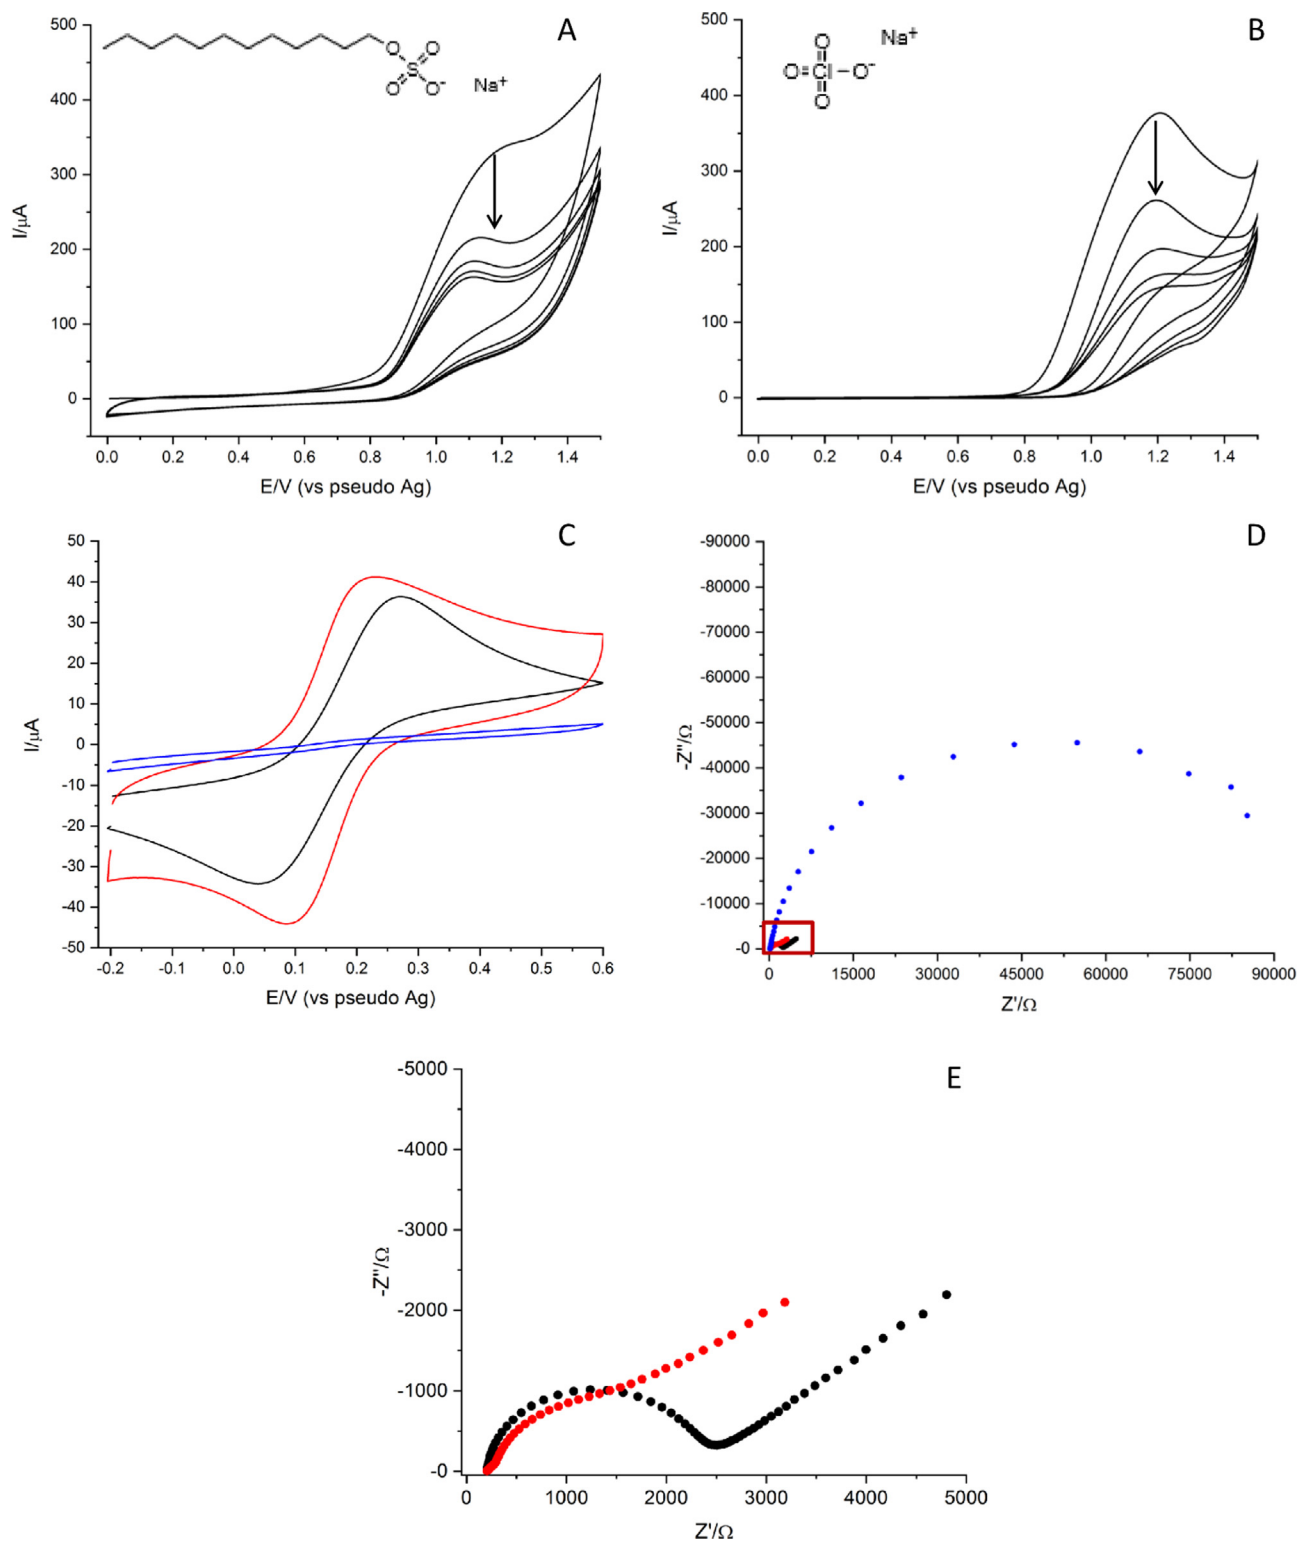 A
O O
S
O O⁻ Na⁺
500
400
300
200
100
0
I/μA
0.0 0.2 0.4 0.6 0.8 1.0 1.2 1.4
E/V (vs pseudo Ag)
B
Na⁺
O
O Cl O⁻
O
500
400
300
200
100
0
I/μA
0.0 0.2 0.4 0.6 0.8 1.0 1.2 1.4
E/V (vs pseudo Ag)
C
50
40
30
20
10
0
-10
-20
-30
-40
-50
I/μA
-0.2 -0.1 0.0 0.1 0.2 0.3 0.4 0.5 0.6
E/V (vs pseudo Ag)
D
-90000
-80000
-70000
-60000
-50000
-40000
-30000
-20000
-10000
-0
-Z''/Ω
0 15000 30000 45000 60000 75000 90000
Z'/Ω
E
-5000
-4000
-3000
-2000
-1000
-0
-Z''/Ω
0 1000 2000 3000 4000 5000
Z'/Ω